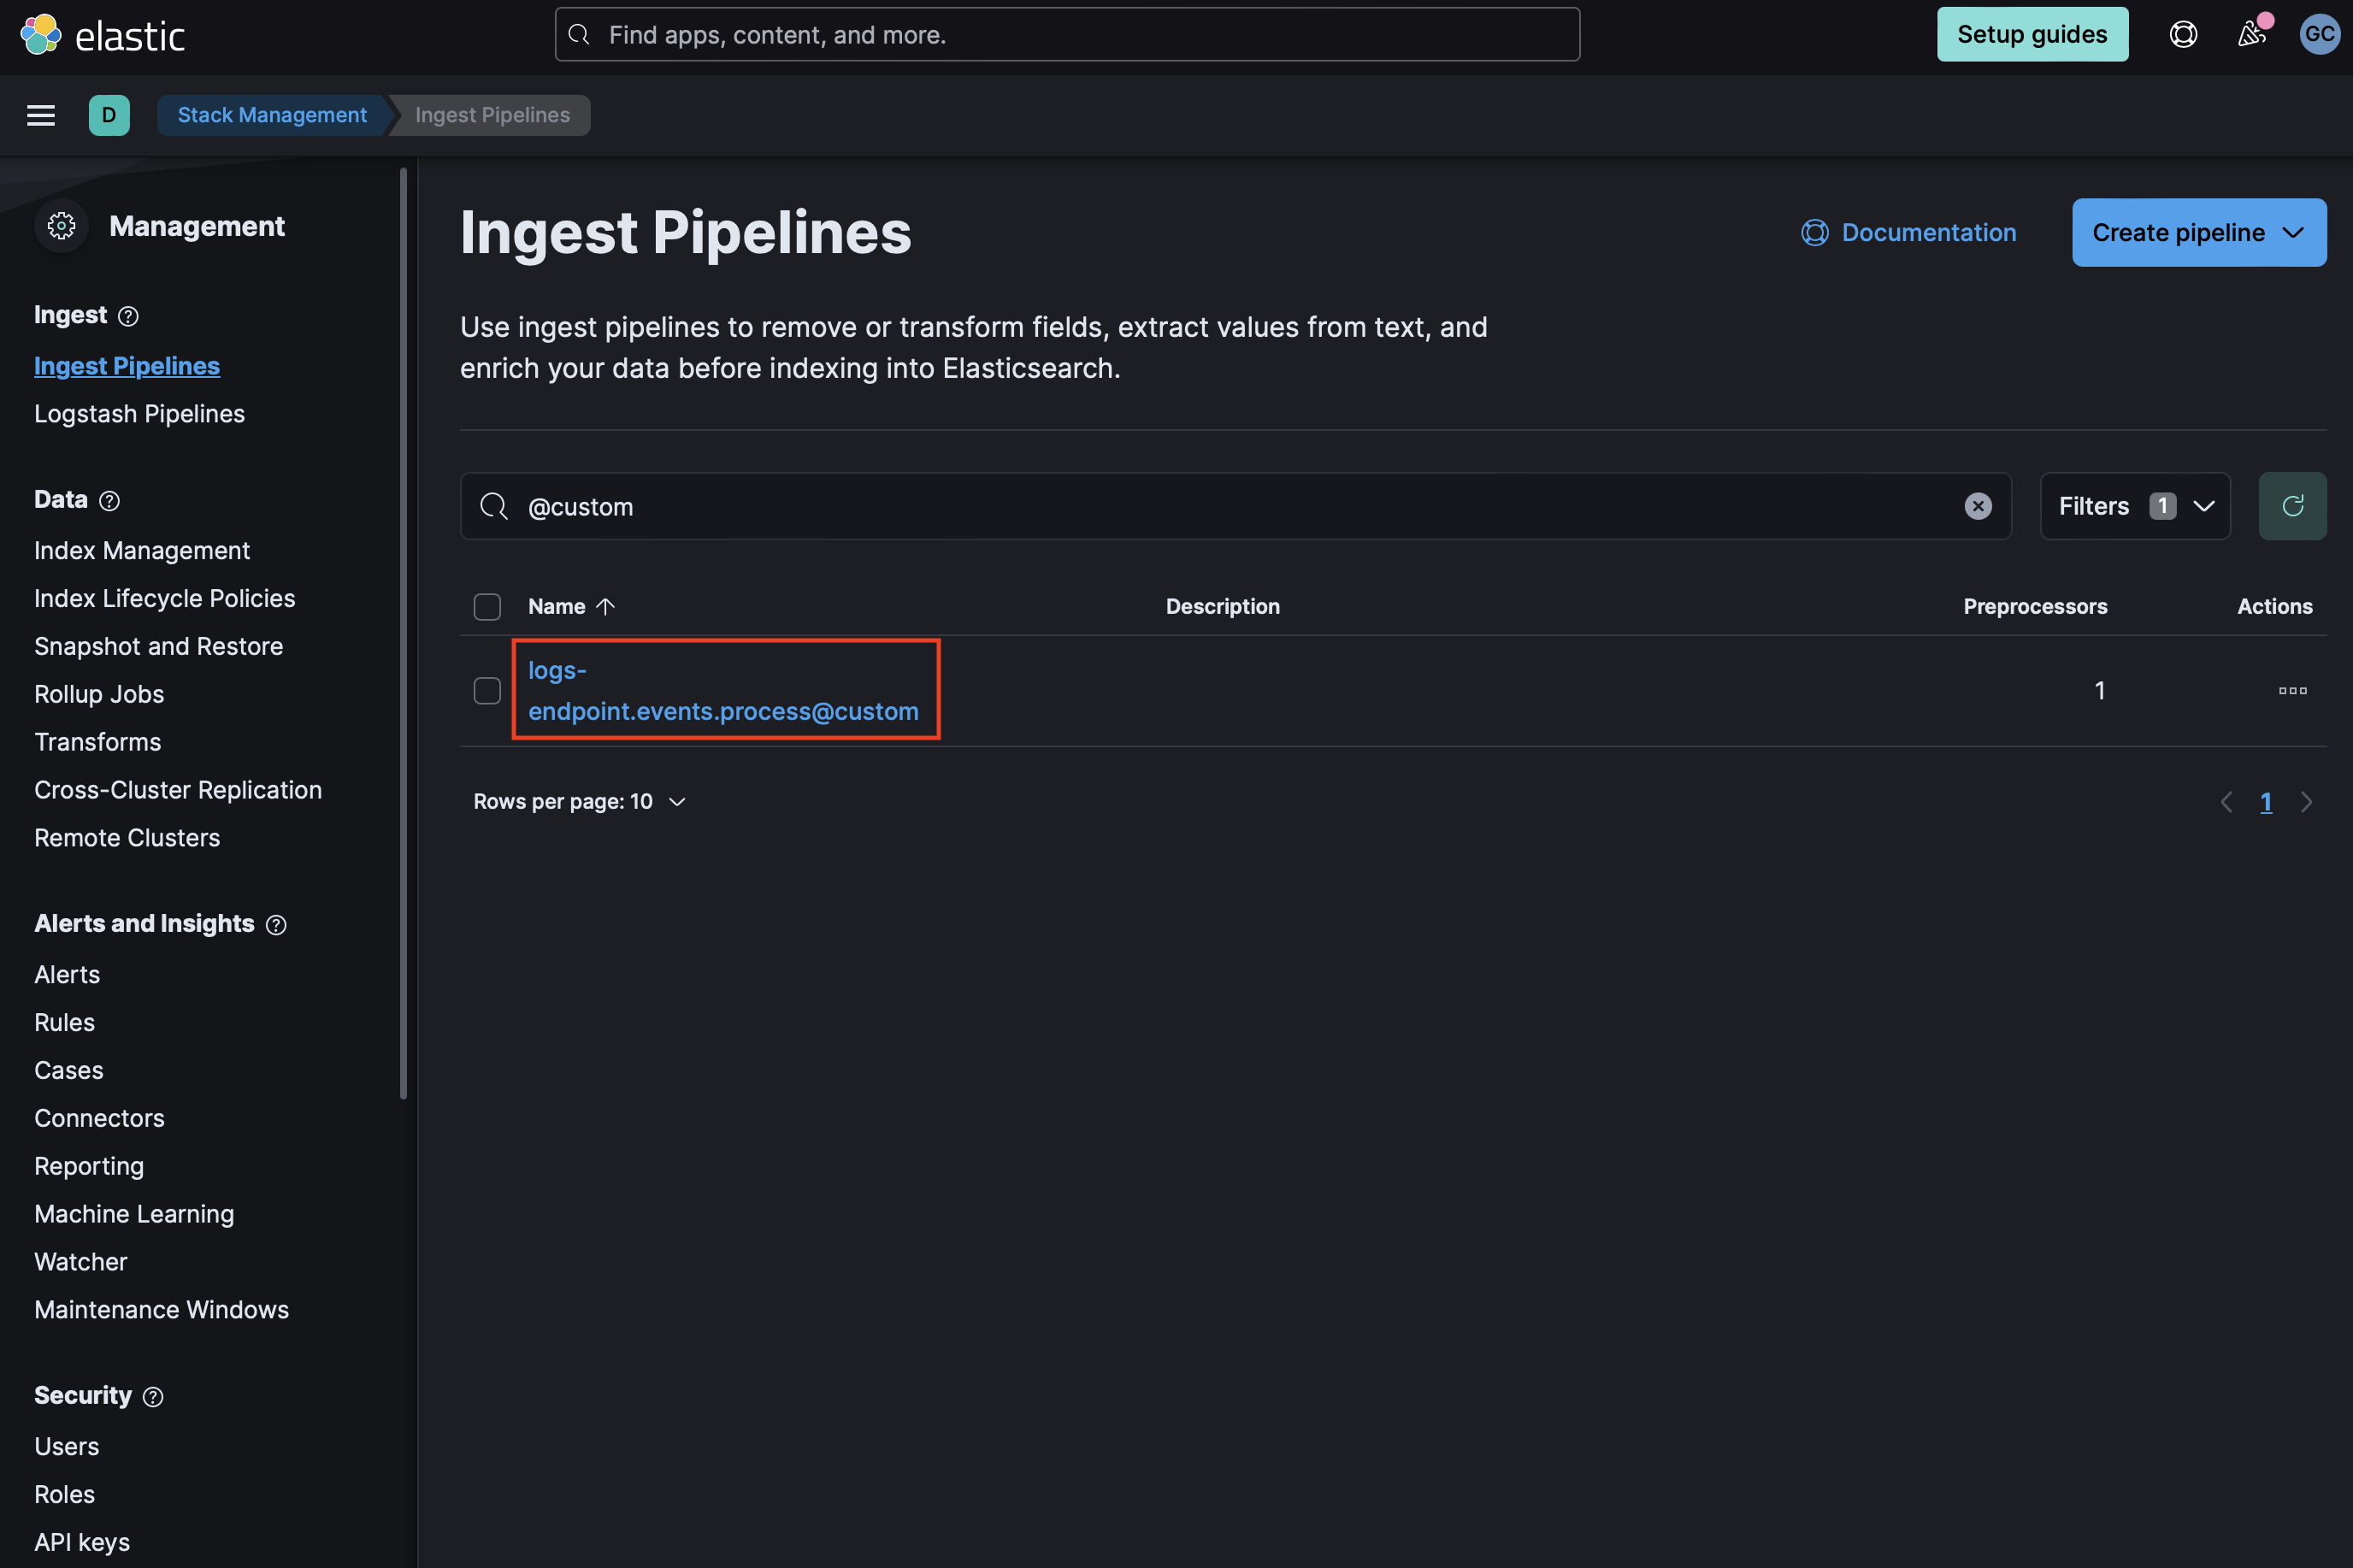 elastic
Find apps, content, and more.
Setup guides
GC
D
Stack Management
Ingest Pipelines
Management
Ingest
Ingest Pipelines
Logstash Pipelines
Data
Index Management
Index Lifecycle Policies
Snapshot and Restore
Rollup Jobs
Transforms
Cross-Cluster Replication
Remote Clusters
Alerts and Insights
Alerts
Rules
Cases
Connectors
Reporting
Machine Learning
Watcher
Maintenance Windows
Security
Users
Roles
API keys
Ingest Pipelines
Documentation
Create pipeline
Use ingest pipelines to remove or transform fields, extract values from text, and
enrich your data before indexing into Elasticsearch.
@custom
Filters 1
Name Description Preprocessors Actions
logs-
endpoint.events.process@custom
1
Rows per page: 10
1